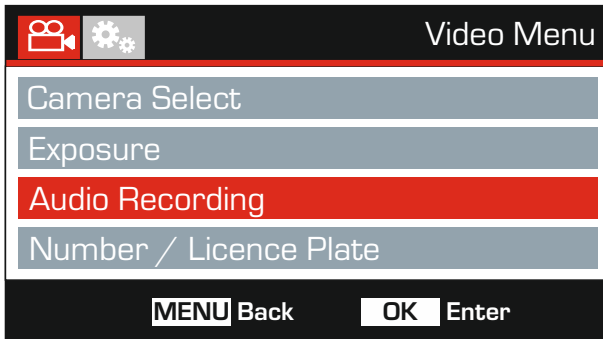 Video Menu
Camera Select
Exposure
Audio Recording
Number / Licence Plate
MENU Back OK Enter